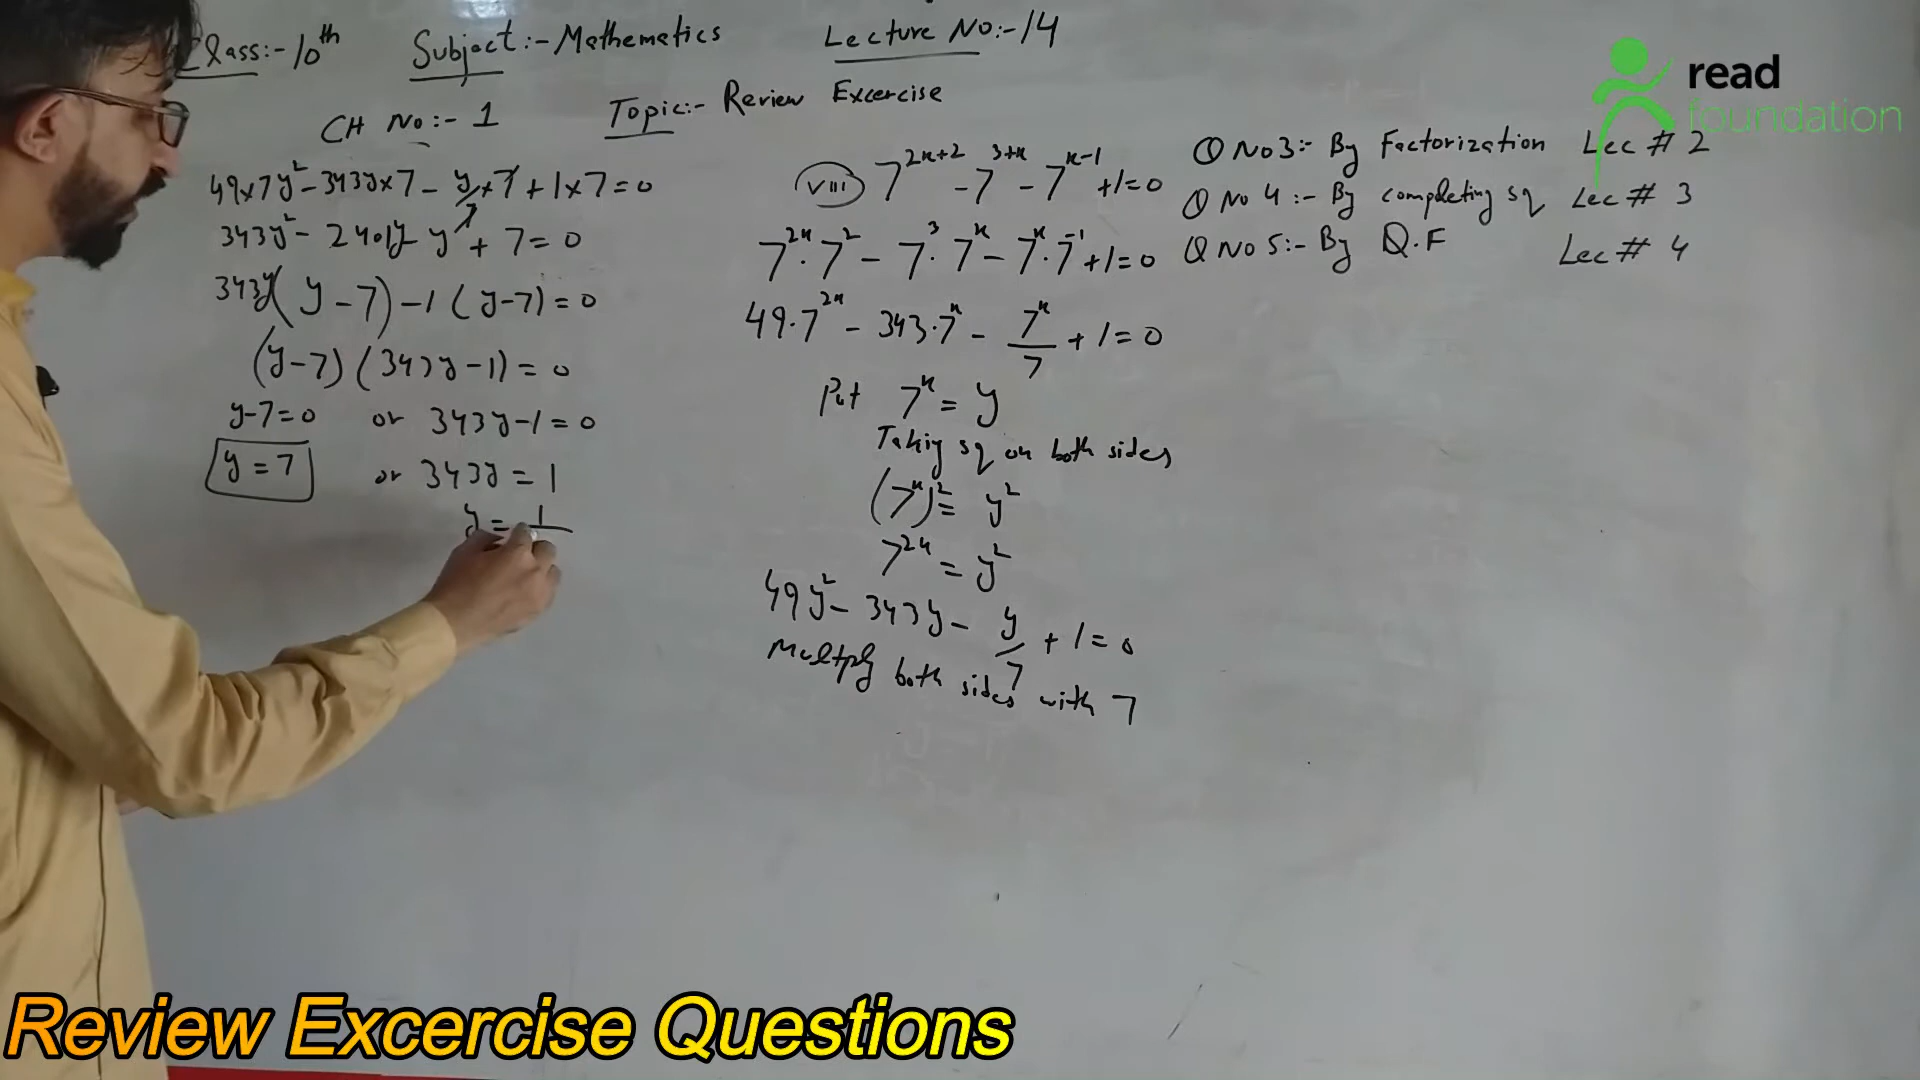 Class:- 10th Subject:- Mathematics Lecture No:- 14
CH No:- 1 Topic:- Review Excercise
read
foundation
49×7y² - 343y×7 - y/7×7 + 1×7 = 0
343y² - 2401y - y + 7 = 0
343y(y-7) -1(y-7) = 0
(y-7)(343y-1) = 0
y-7=0 or 343y-1=0
y = 7 or 343y = 1
y = 1
VIII 7^(2x+2) - 7^(3+x) - 7^(x-1) + 1 = 0
7^(2x)·7² - 7³·7^x - 7^x·7^(-1) + 1 = 0
49·7^(2x) - 343·7^x - 7^x/7 + 1 = 0
Put 7^x = y
Taking sq on both sides
(7^x)² = y²
7^(2x) = y²
49y² - 343y - y/7 + 1 = 0
Multply both sides with 7
Q No 3:- By Factorization Lec # 2
Q No 4:- By completing sq Lec # 3
Q No 5:- By Q.F Lec # 4
Review Excercise Questions